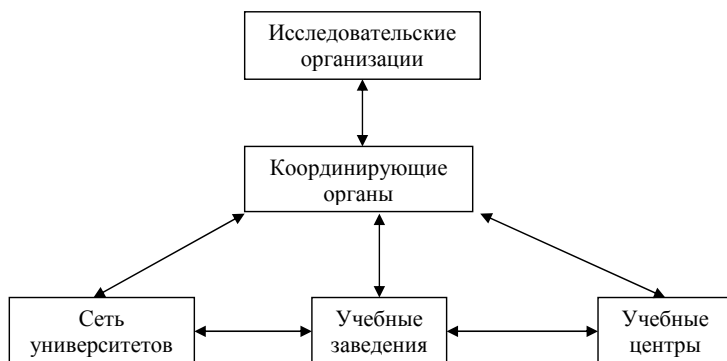 Исследовательские
организации
Координирующие
органы
Сеть
университетов
Учебные
заведения
Учебные
центры